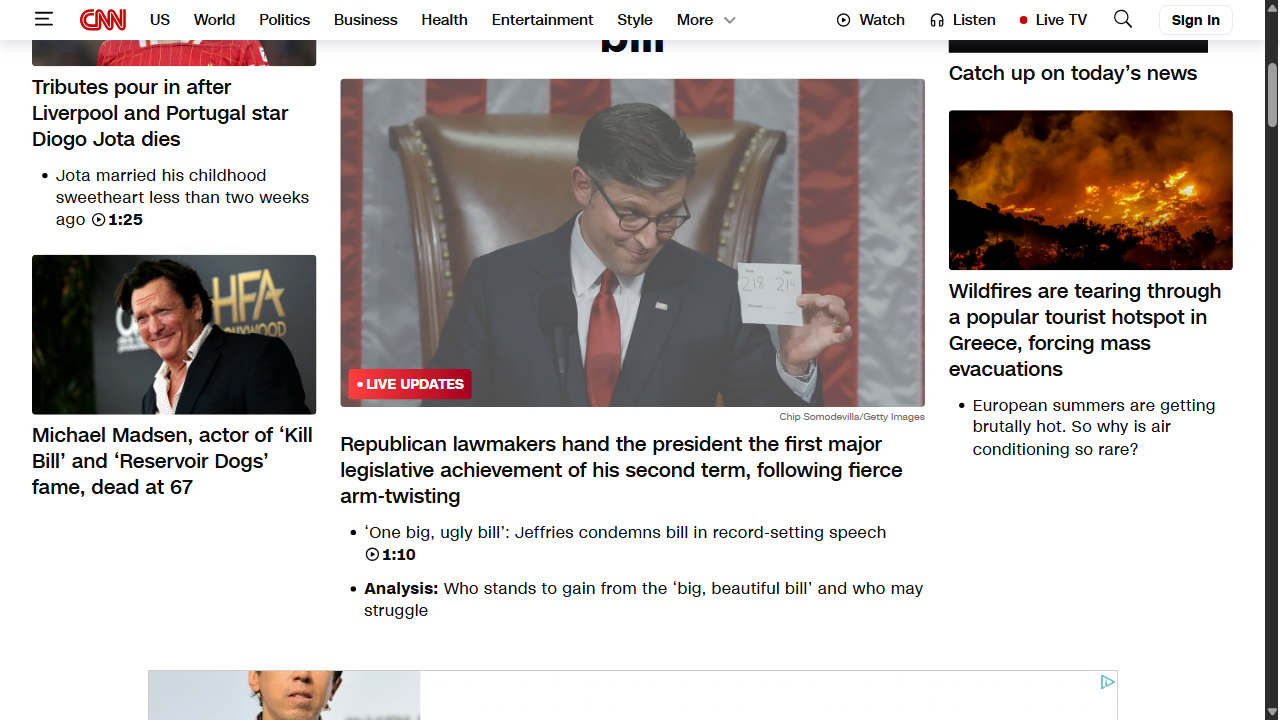 CNN US World Politics Business Health Entertainment Style More Watch Listen Live TV Sign In
Tributes pour in after
Liverpool and Portugal star
Diogo Jota dies
Jota married his childhood
sweetheart less than two weeks
ago 1:25
HFA
HOLLYWOOD
Michael Madsen, actor of ‘Kill
Bill’ and ‘Reservoir Dogs’
fame, dead at 67
bill
218 214
LIVE UPDATES
Chip Somodevilla/Getty Images
Republican lawmakers hand the president the first major
legislative achievement of his second term, following fierce
arm-twisting
‘One big, ugly bill’: Jeffries condemns bill in record-setting speech
1:10
Analysis: Who stands to gain from the ‘big, beautiful bill’ and who may
struggle
Catch up on today’s news
Wildfires are tearing through
a popular tourist hotspot in
Greece, forcing mass
evacuations
European summers are getting
brutally hot. So why is air
conditioning so rare?